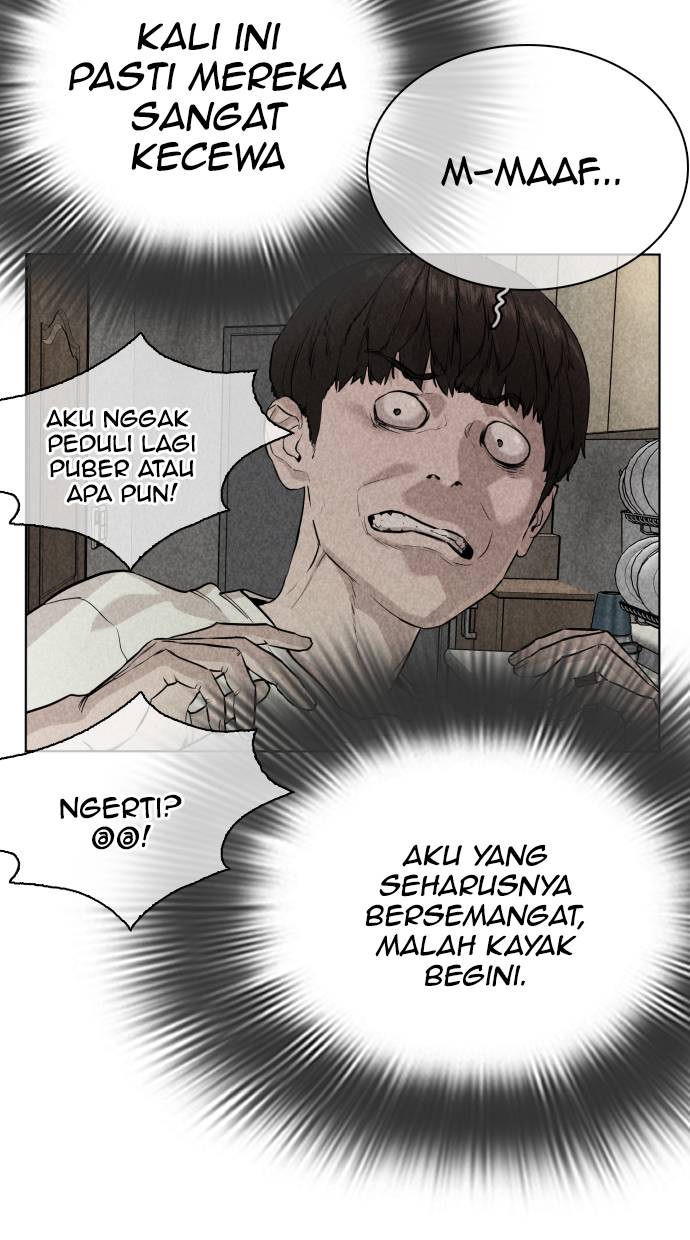 KALI INI
PASTI MEREKA
SANGAT
KECEWA
M-MAAF...
AKU NGGAK
PEDULI LAGI
PUBER ATAU
APA PUN!
NGERTI?
@@!
AKU YANG
SEHARUSNYA
BERSEMANGAT,
MALAH KAYAK
BEGINI.